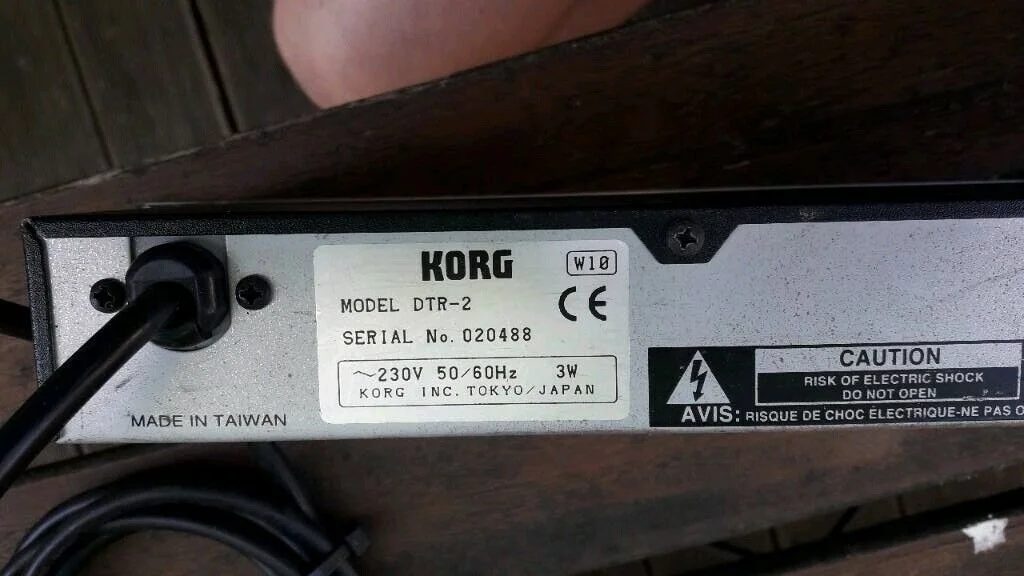 KORG
W10
MODEL DTR-2
CE
SERIAL No. 020488
~230V 50/60Hz 3W
KORG INC. TOKYO/JAPAN
MADE IN TAIWAN
CAUTION
RISK OF ELECTRIC SHOCK
DO NOT OPEN
AVIS: RISQUE DE CHOC ÉLECTRIQUE-NE PAS